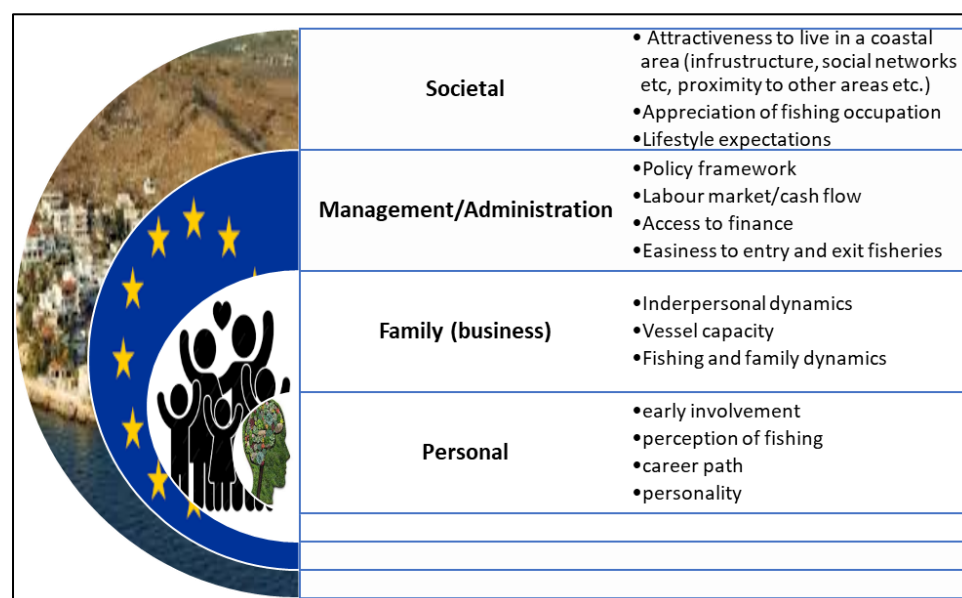 Societal
• Attractiveness to live in a coastal
area (infrustructure, social networks
etc, proximity to other areas etc.)
•Appreciation of fishing occupation
•Lifestyle expectations
Management/Administration
•Policy framework
•Labour market/cash flow
•Access to finance
•Easiness to entry and exit fisheries
Family (business)
•Inderpersonal dynamics
•Vessel capacity
•Fishing and family dynamics
Personal
•early involvement
•perception of fishing
•career path
•personality